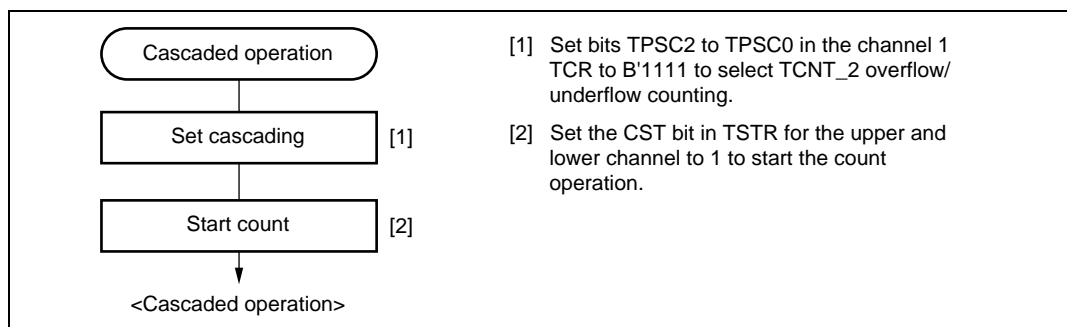 Cascaded operation
Set cascading
[1]
Start count
[2]
<Cascaded operation>
[1] Set bits TPSC2 to TPSC0 in the channel 1
TCR to B'1111 to select TCNT_2 overflow/
underflow counting.
[2] Set the CST bit in TSTR for the upper and
lower channel to 1 to start the count
operation.